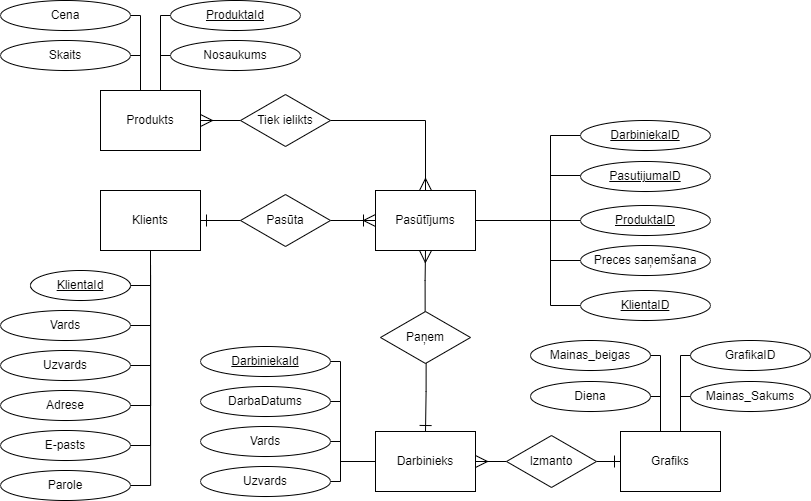 Cena
ProduktaId
Skaits
Nosaukums
Produkts
Tiek ielikts
DarbiniekaID
PasutijumaID
Klients
Pasūta
Pasūtījums
ProduktaID
Preces saņemšana
KlientaID
KlientaId
Vards
Uzvards
Adrese
E-pasts
Parole
Paņem
DarbiniekaId
DarbaDatums
Vards
Uzvards
Mainas_beigas
GrafikaID
Diena
Mainas_Sakums
Darbinieks
Izmanto
Grafiks